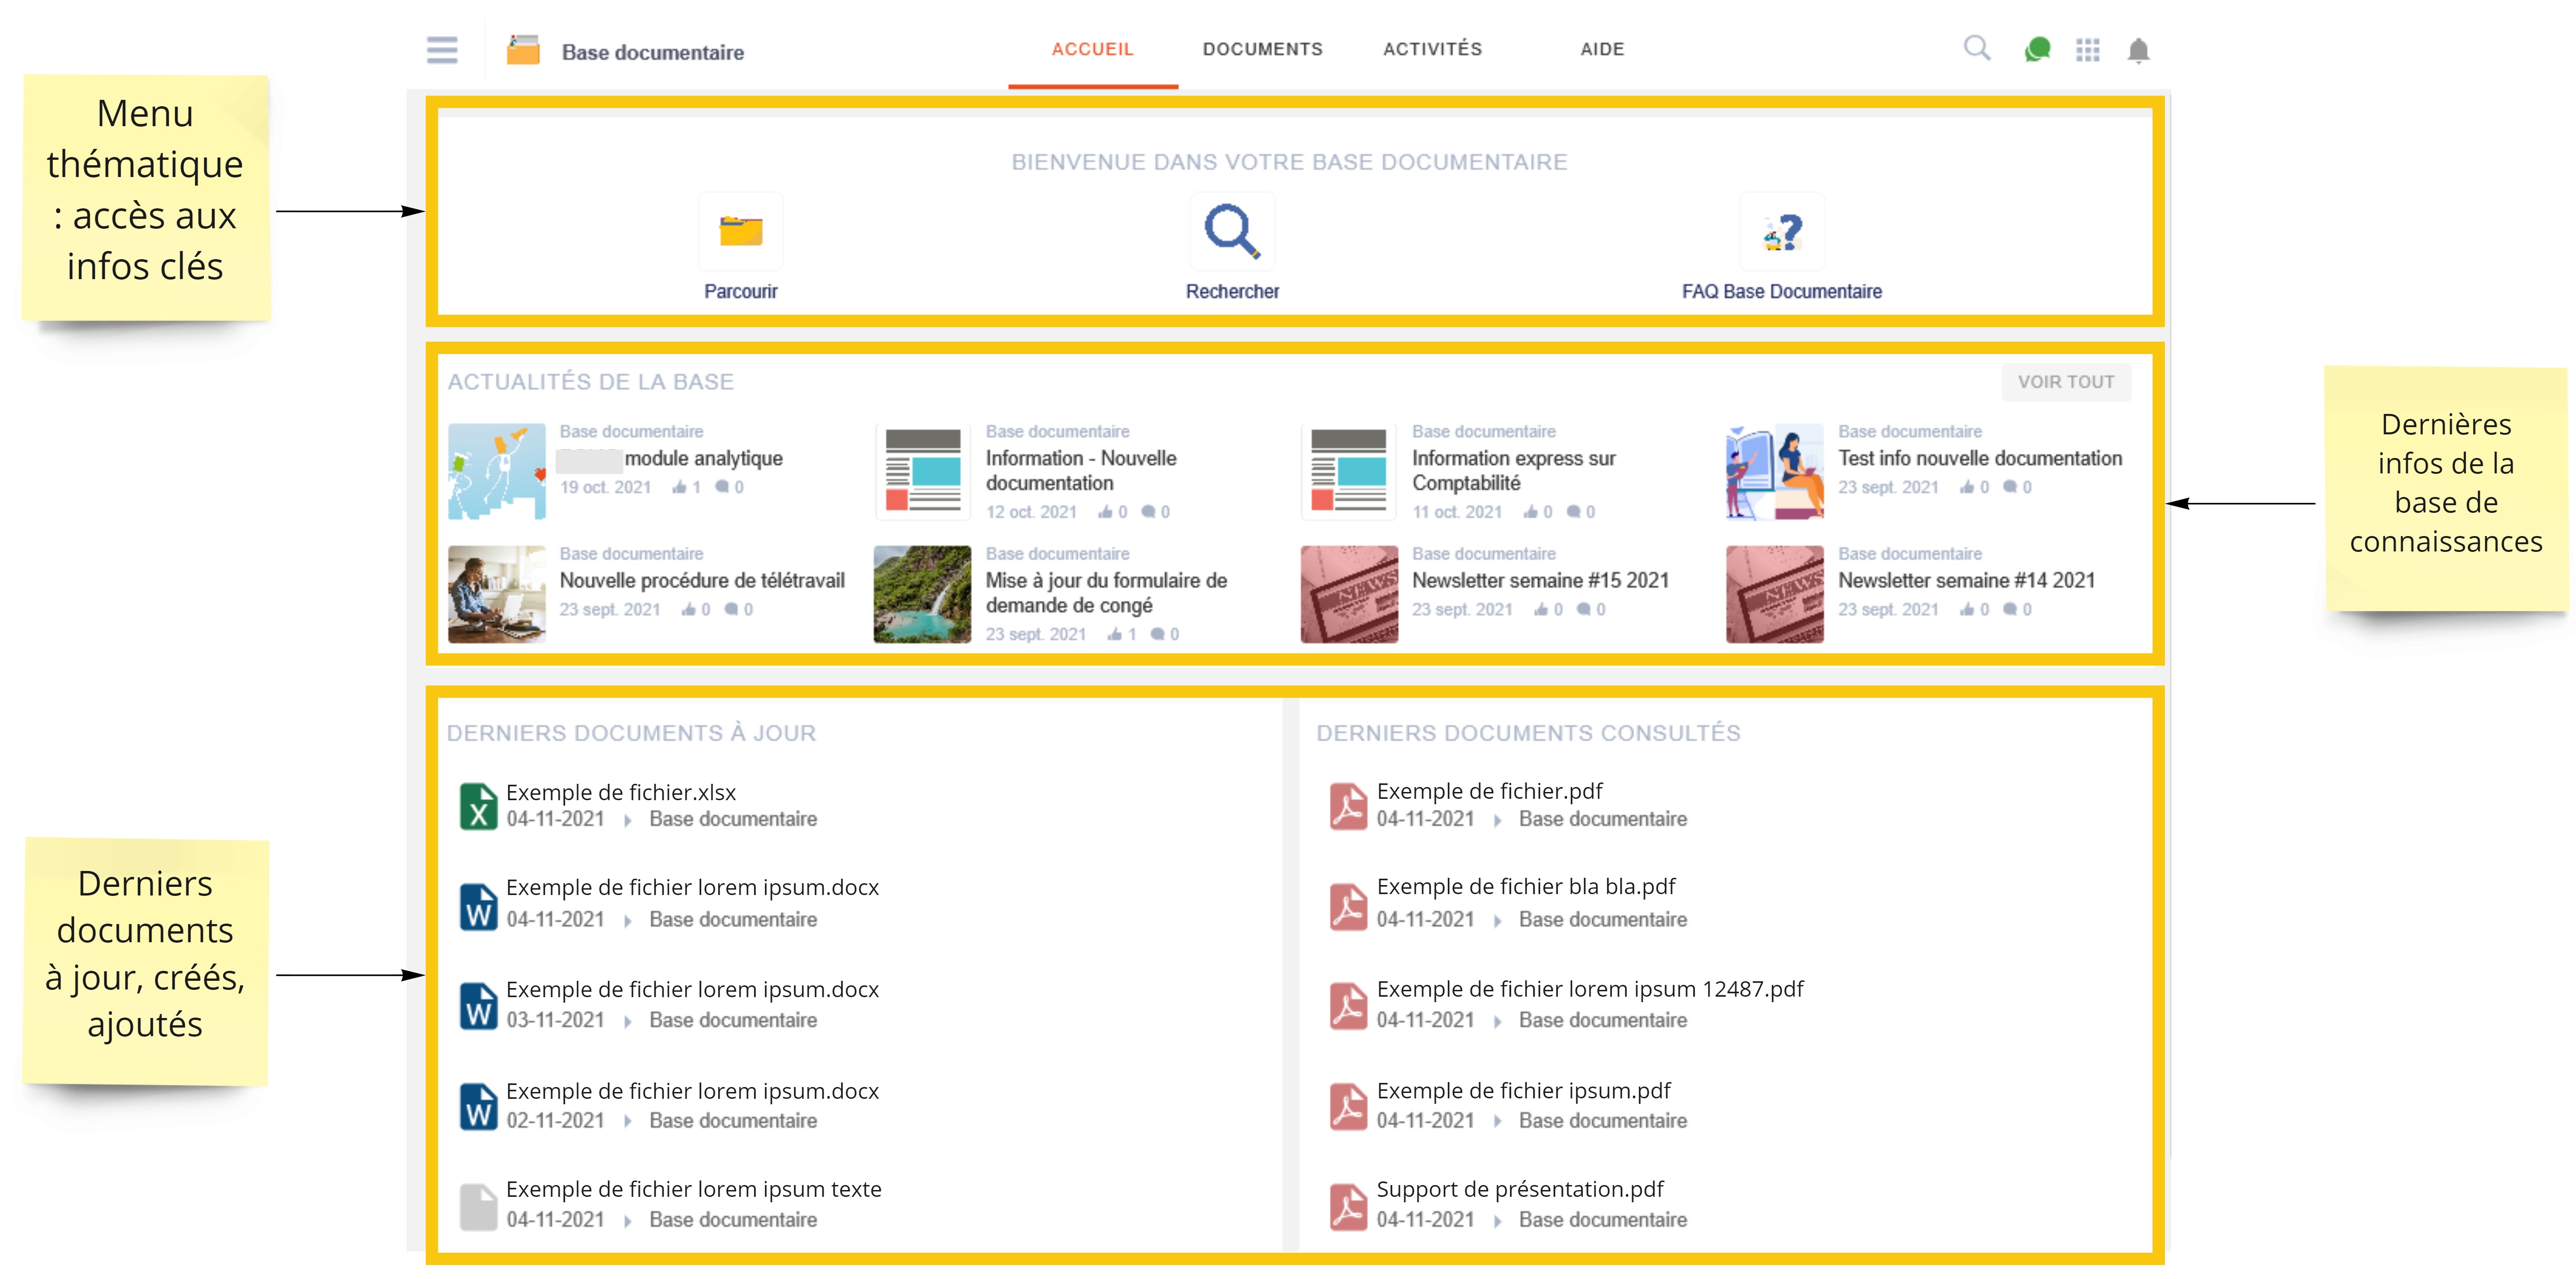 Base documentaire
ACCUEIL
DOCUMENTS
ACTIVITÉS
AIDE
Menu
thématique
: accès aux
infos clés
BIENVENUE DANS VOTRE BASE DOCUMENTAIRE
Parcourir
Rechercher
FAQ Base Documentaire
ACTUALITÉS DE LA BASE
VOIR TOUT
Base documentaire
module analytique
19 oct. 2021 1 0
Base documentaire
Information - Nouvelle
documentation
12 oct. 2021 0 0
Base documentaire
Information express sur
Comptabilité
11 oct. 2021 0 0
Base documentaire
Test info nouvelle documentation
23 sept. 2021 0 0
Base documentaire
Nouvelle procédure de télétravail
23 sept. 2021 0 0
Base documentaire
Mise à jour du formulaire de
demande de congé
23 sept. 2021 1 0
Base documentaire
Newsletter semaine #15 2021
23 sept. 2021 0 0
Base documentaire
Newsletter semaine #14 2021
23 sept. 2021 0 0
Dernières
infos de la
base de
connaissances
DERNIERS DOCUMENTS À JOUR
Exemple de fichier.xlsx
04-11-2021 Base documentaire
Exemple de fichier lorem ipsum.docx
04-11-2021 Base documentaire
Exemple de fichier lorem ipsum.docx
03-11-2021 Base documentaire
Exemple de fichier lorem ipsum.docx
02-11-2021 Base documentaire
Exemple de fichier lorem ipsum texte
04-11-2021 Base documentaire
DERNIERS DOCUMENTS CONSULTÉS
Exemple de fichier.pdf
04-11-2021 Base documentaire
Exemple de fichier bla bla.pdf
04-11-2021 Base documentaire
Exemple de fichier lorem ipsum 12487.pdf
04-11-2021 Base documentaire
Exemple de fichier ipsum.pdf
04-11-2021 Base documentaire
Support de présentation.pdf
04-11-2021 Base documentaire
Derniers
documents
à jour, créés,
ajoutés